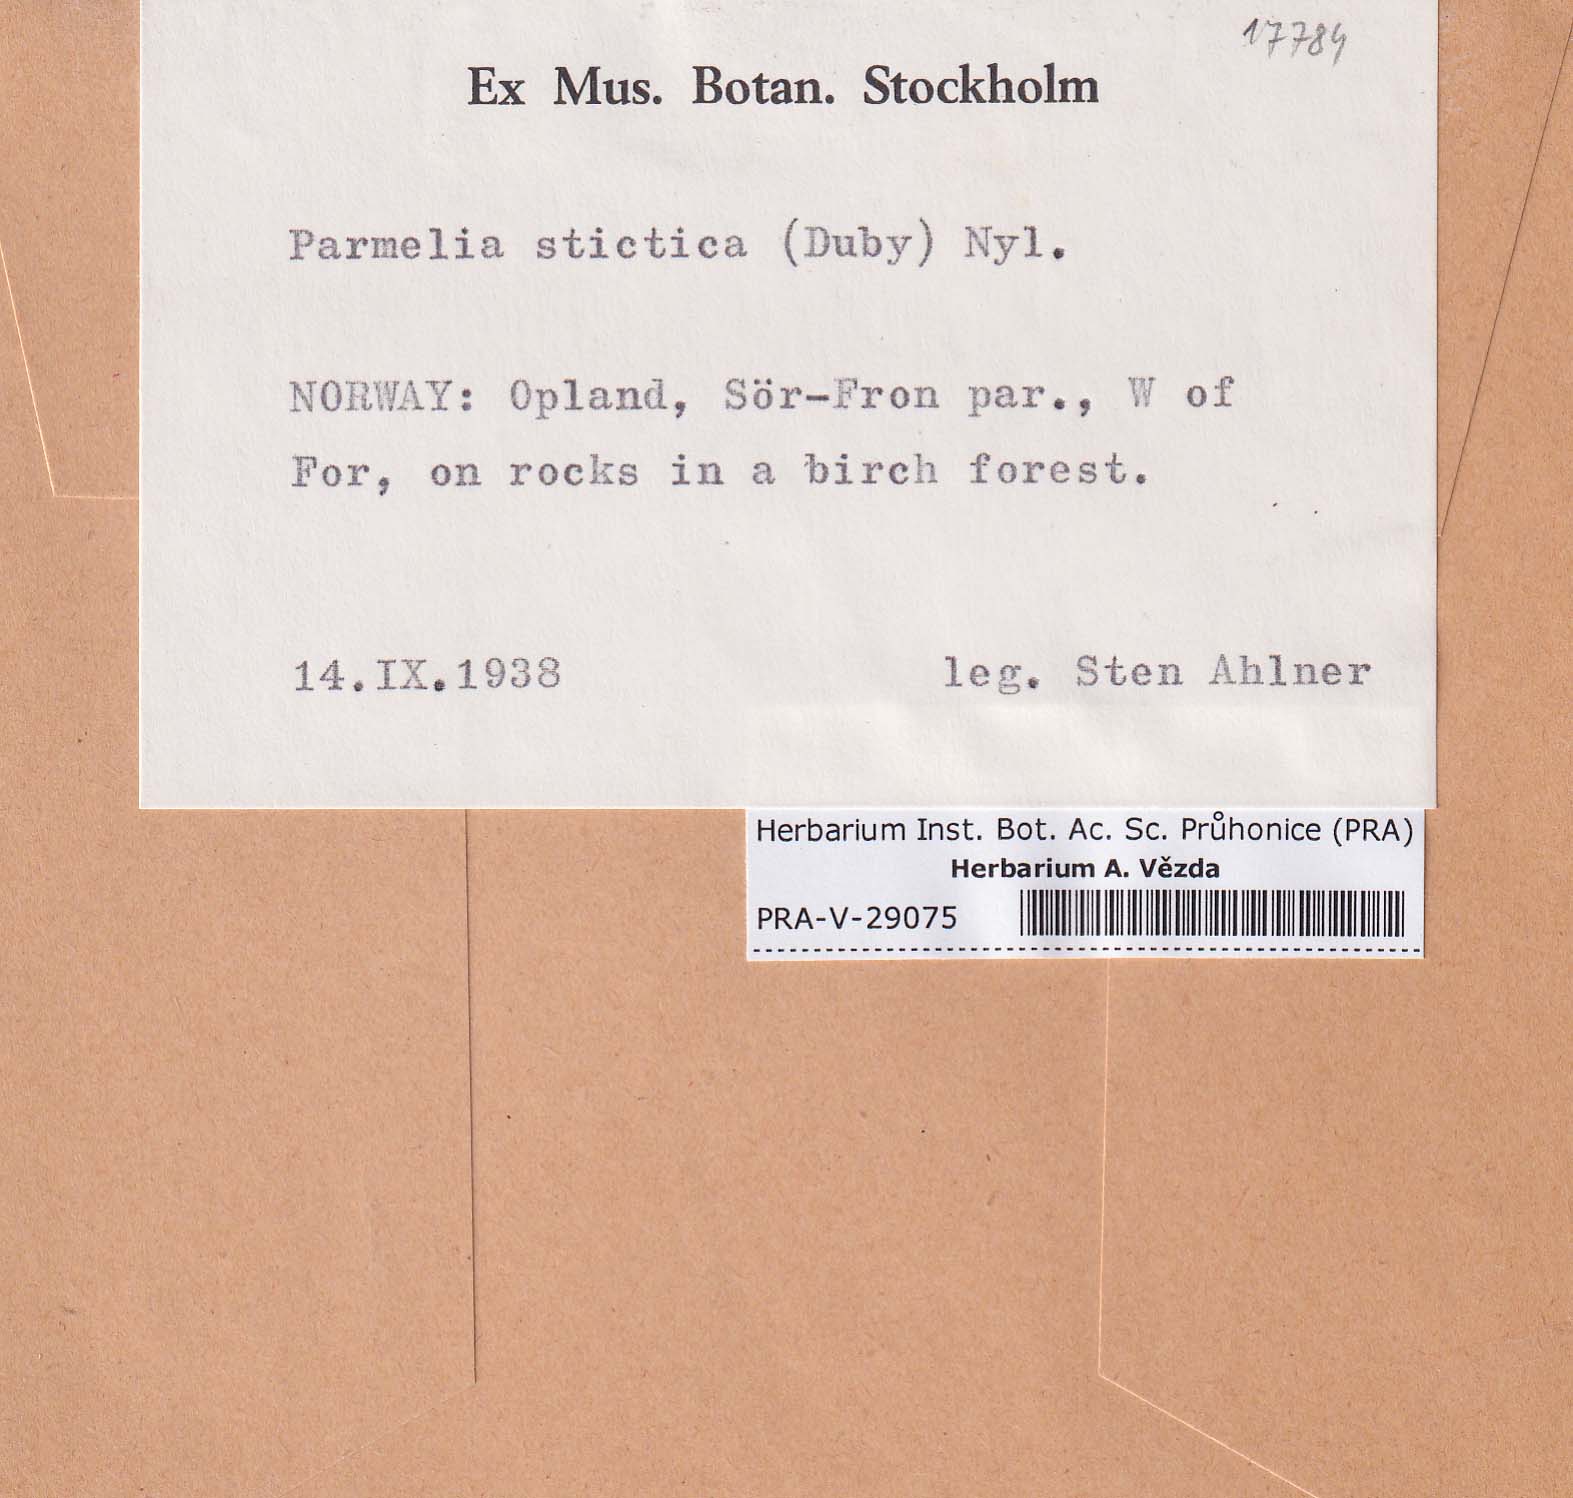 17784
Ex Mus. Botan. Stockholm
Parmelia stictica (Duby) Nyl.
NORWAY: Opland, Sör-Fron par., W of
For, on rocks in a birch forest.
14.IX.1938 leg. Sten Ahlner
Herbarium Inst. Bot. Ac. Sc. Průhonice (PRA)
Herbarium A. Vězda
PRA-V-29075